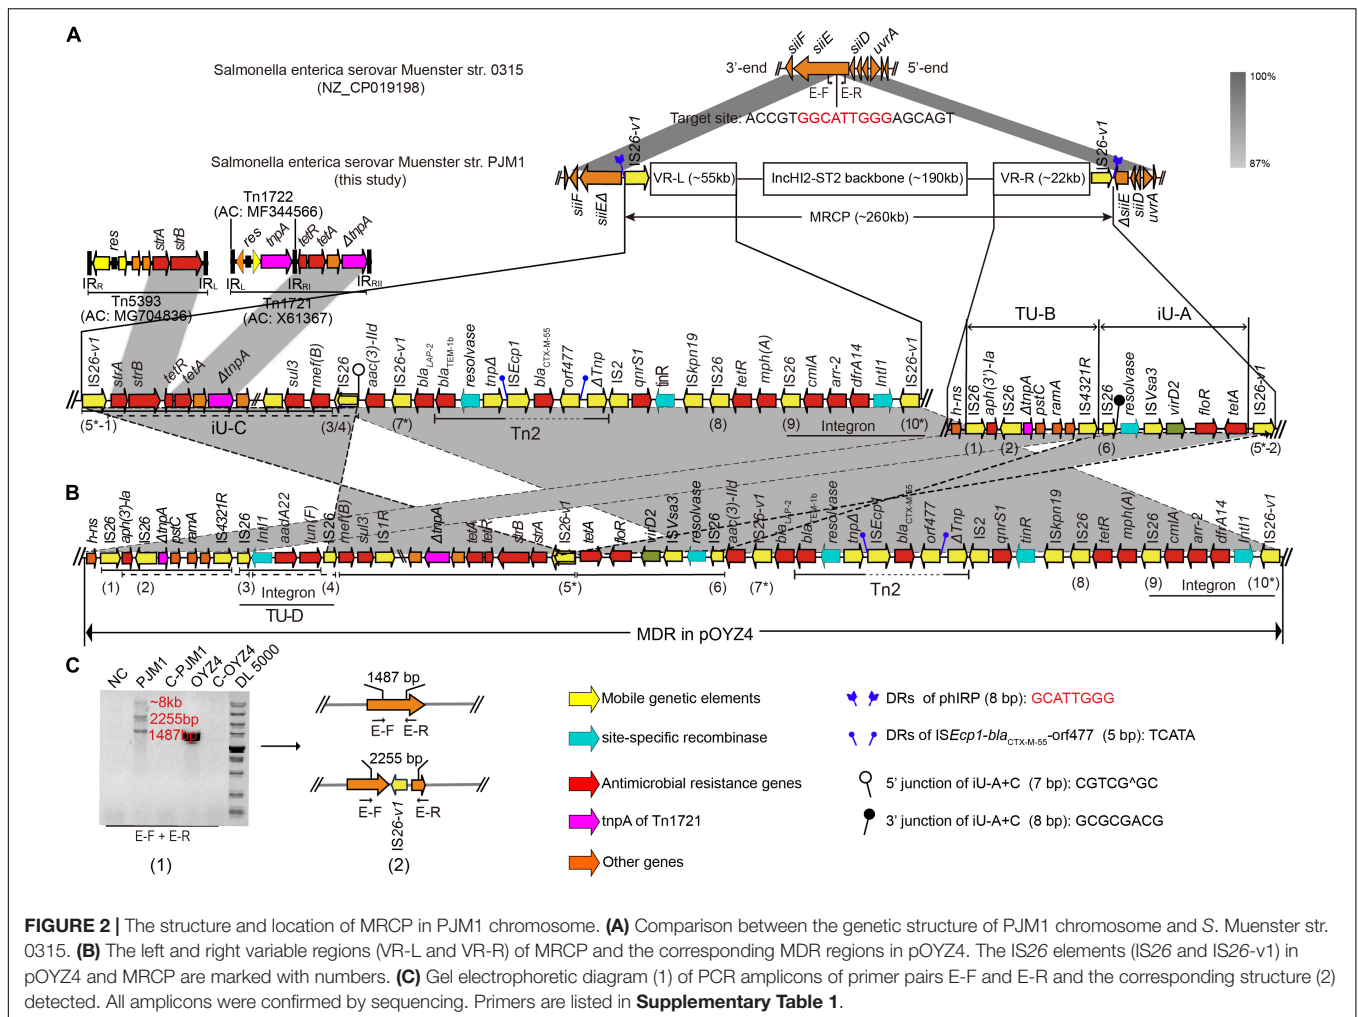 A
Salmonella enterica serovar Muenster str. 0315
(NZ_CP019198)
siiF siiE siiD uvrA
3'-end 5'-end
E-F E-R
Target site: ACCGTGGCATTGGGAGCAGT
100%
87%
Salmonella enterica serovar Muenster str. PJM1
(this study)
IS26-v1 IS26-v1
VR-L (~55kb) IncHI2-ST2 backbone (~190kb) VR-R (~22kb)
siiF siiEΔ ΔsiiE siiD uvrA
MRCP (~260kb)
Tn1722
(AC: MF344566)
res strA strB res tnpA tetR tetA ΔtnpA
IRR IRL IRL IRRI IRRII
Tn5393 Tn1721
(AC: MG704836) (AC: X61367)
TU-B iU-A
IS26-v1 strA strB tetR tetA ΔtnpA sul3 mef(B) IS26 aac(3)-IId IS26-v1 blaLAP-2 blaTEM-1b resolvase tnpΔ ISEcp1 blaCTX-M-55 orf477 ΔTnp IS2 qnrS1 tinR ISkpn19 IS26 tetR mph(A) IS26 cmlA arr-2 dfrA14 IntI1 IS26-v1
h-ns IS26 aph(3')-Ia IS26 ΔtnpA pstC ramA IS4321R IS26 resolvase ISVsa3 virD2 floR tetA IS26-v1
(5*-1) iU-C (3/4) (7*) Tn2 (8) (9) Integron (10*) (1) (2) (6) (5*-2)
B
h-ns IS26 aph(3')-Ia IS26 ΔtnpA pstC ramA IS4321R IS26 IntI1 aadA22 lun(F) IS26 mef(B) sul3 IS1R ΔtnpA tetA tetR strB strA IS26-v1 tetA floR virD2 ISVsa3 resolvase IS26 aac(3)-IId IS26-v1 blaLAP-2 blaTEM-1b resolvase tnpΔ ISEcp1 blaCTX-M-55 orf477 ΔTnp IS2 qnrS1 tinR ISkpn19 IS26 tetR mph(A) IS26 cmlA arr-2 dfrA14 IntI1 IS26-v1
(1) (2) (3) Integron (4) (5*) (6) (7*) Tn2 (8) (9) Integron (10*)
TU-D
MDR in pOYZ4
C
NC PJM1 C-PJM1 OYZ4 C-OYZ4 DL 5000
~8kb
2255bp
1487bp
E-F + E-R
(1)
1487 bp
E-F E-R
2255 bp
E-F IS26-v1 E-R
(2)
Mobile genetic elements
site-specific recombinase
Antimicrobial resistance genes
tnpA of Tn1721
Other genes
DRs of phIRP (8 bp): GCATTGGG
DRs of ISEcp1-blaCTX-M-55-orf477 (5 bp): TCATA
5' junction of iU-A+C (7 bp): CGTCG^GC
3' junction of iU-A+C (8 bp): GCGCGACG
FIGURE 2 | The structure and location of MRCP in PJM1 chromosome. (A) Comparison between the genetic structure of PJM1 chromosome and S. Muenster str.
0315. (B) The left and right variable regions (VR-L and VR-R) of MRCP and the corresponding MDR regions in pOYZ4. The IS26 elements (IS26 and IS26-v1) in
pOYZ4 and MRCP are marked with numbers. (C) Gel electrophoretic diagram (1) of PCR amplicons of primer pairs E-F and E-R and the corresponding structure (2)
detected. All amplicons were confirmed by sequencing. Primers are listed in Supplementary Table 1.